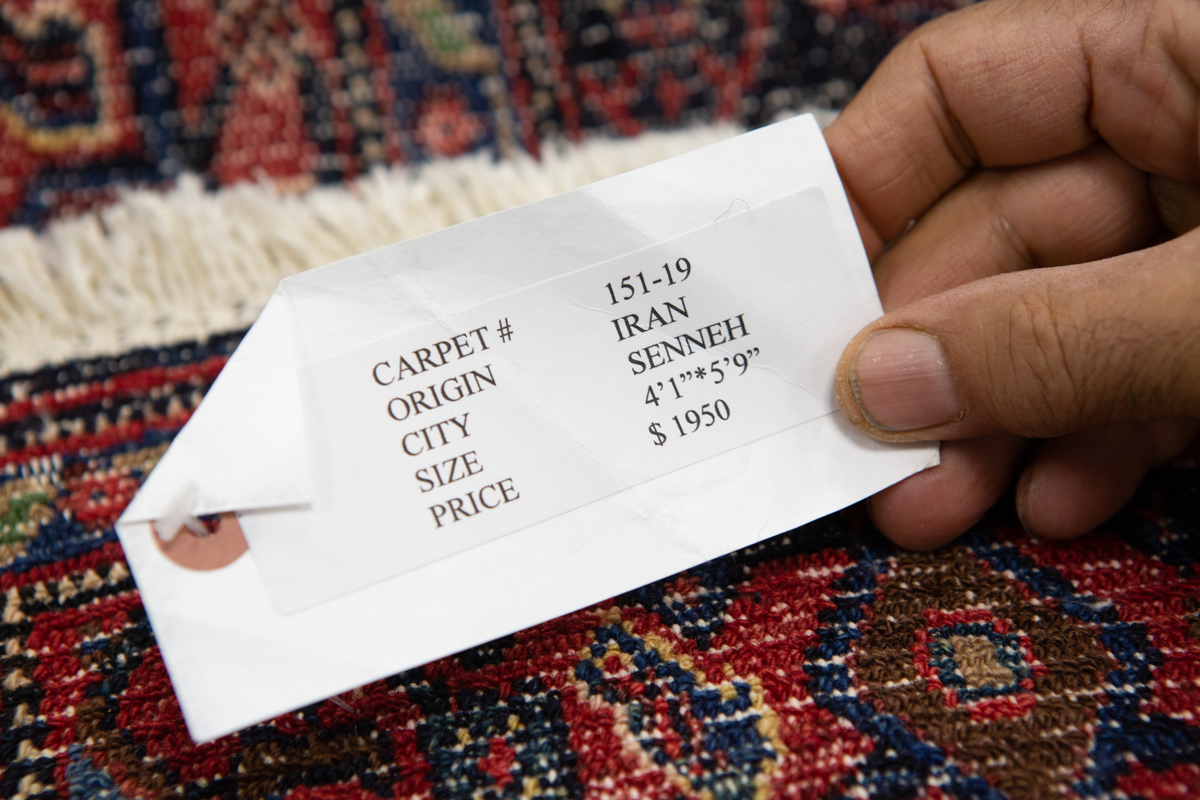 CARPET # 151-19
ORIGIN IRAN
CITY SENNEH
SIZE 4'1”*5’9”
PRICE $ 1950